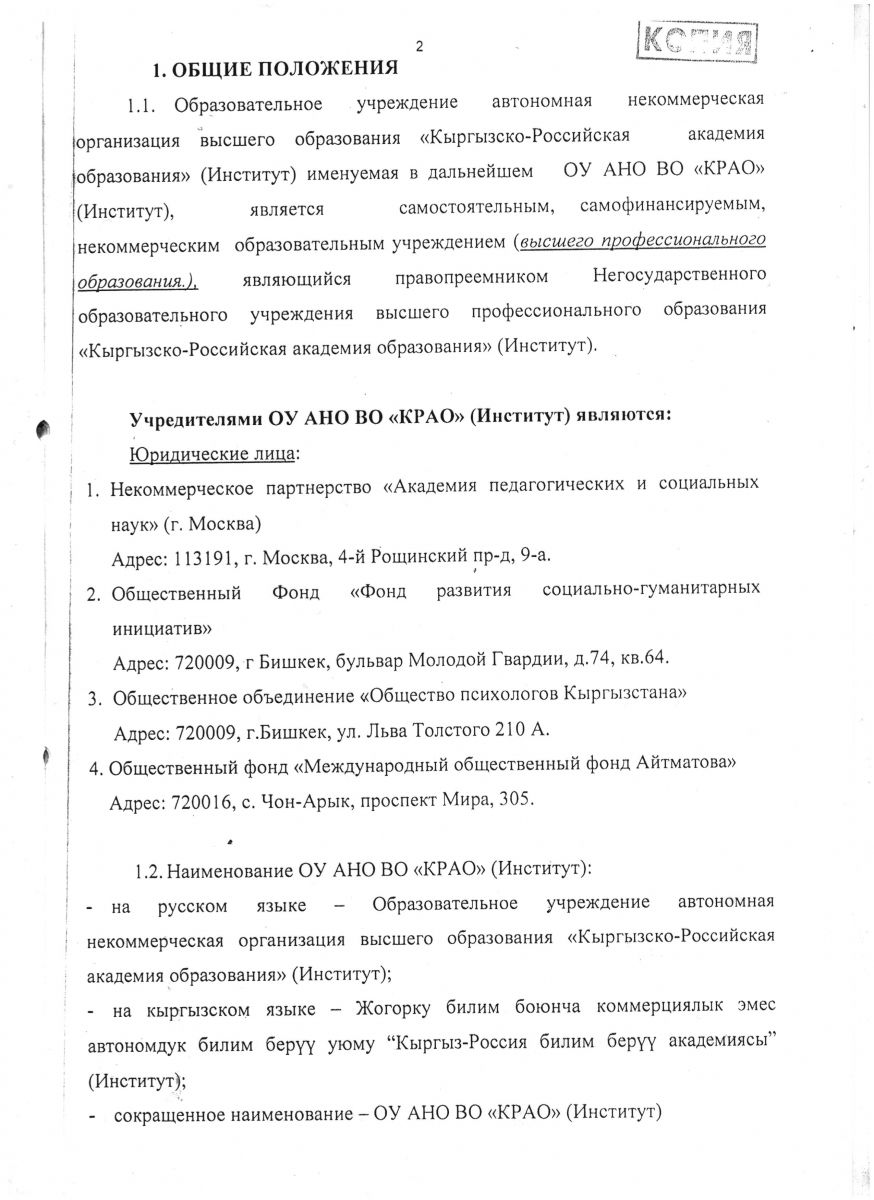 2
КОПИЯ
1. ОБЩИЕ ПОЛОЖЕНИЯ
1.1. Образовательное учреждение автономная некоммерческая
организация высшего образования «Кыргызско-Российская академия
образования» (Институт) именуемая в дальнейшем ОУ АНО ВО «КРАО»
(Институт), является самостоятельным, самофинансируемым,
некоммерческим образовательным учреждением (высшего профессионального
образования.), являющийся правопреемником Негосударственного
образовательного учреждения высшего профессионального образования
«Кыргызско-Российская академия образования» (Институт).
Учредителями ОУ АНО ВО «КРАО» (Институт) являются:
Юридические лица:
1. Некоммерческое партнерство «Академия педагогических и социальных
наук» (г. Москва)
Адрес: 113191, г. Москва, 4-й Рощинский пр-д, 9-а.
2. Общественный Фонд «Фонд развития социально-гуманитарных
инициатив»
Адрес: 720009, г Бишкек, бульвар Молодой Гвардии, д.74, кв.64.
3. Общественное объединение «Общество психологов Кыргызстана»
Адрес: 720009, г.Бишкек, ул. Льва Толстого 210 А.
4. Общественный фонд «Международный общественный фонд Айтматова»
Адрес: 720016, с. Чон-Арык, проспект Мира, 305.
1.2. Наименование ОУ АНО ВО «КРАО» (Институт):
- на русском языке – Образовательное учреждение автономная
некоммерческая организация высшего образования «Кыргызско-Российская
академия образования» (Институт);
- на кыргызском языке – Жогорку билим боюнча коммерциялык эмес
автономдук билим берүү уюму “Кыргыз-Россия билим берүү академиясы”
(Институт);
- сокращенное наименование – ОУ АНО ВО «КРАО» (Институт)